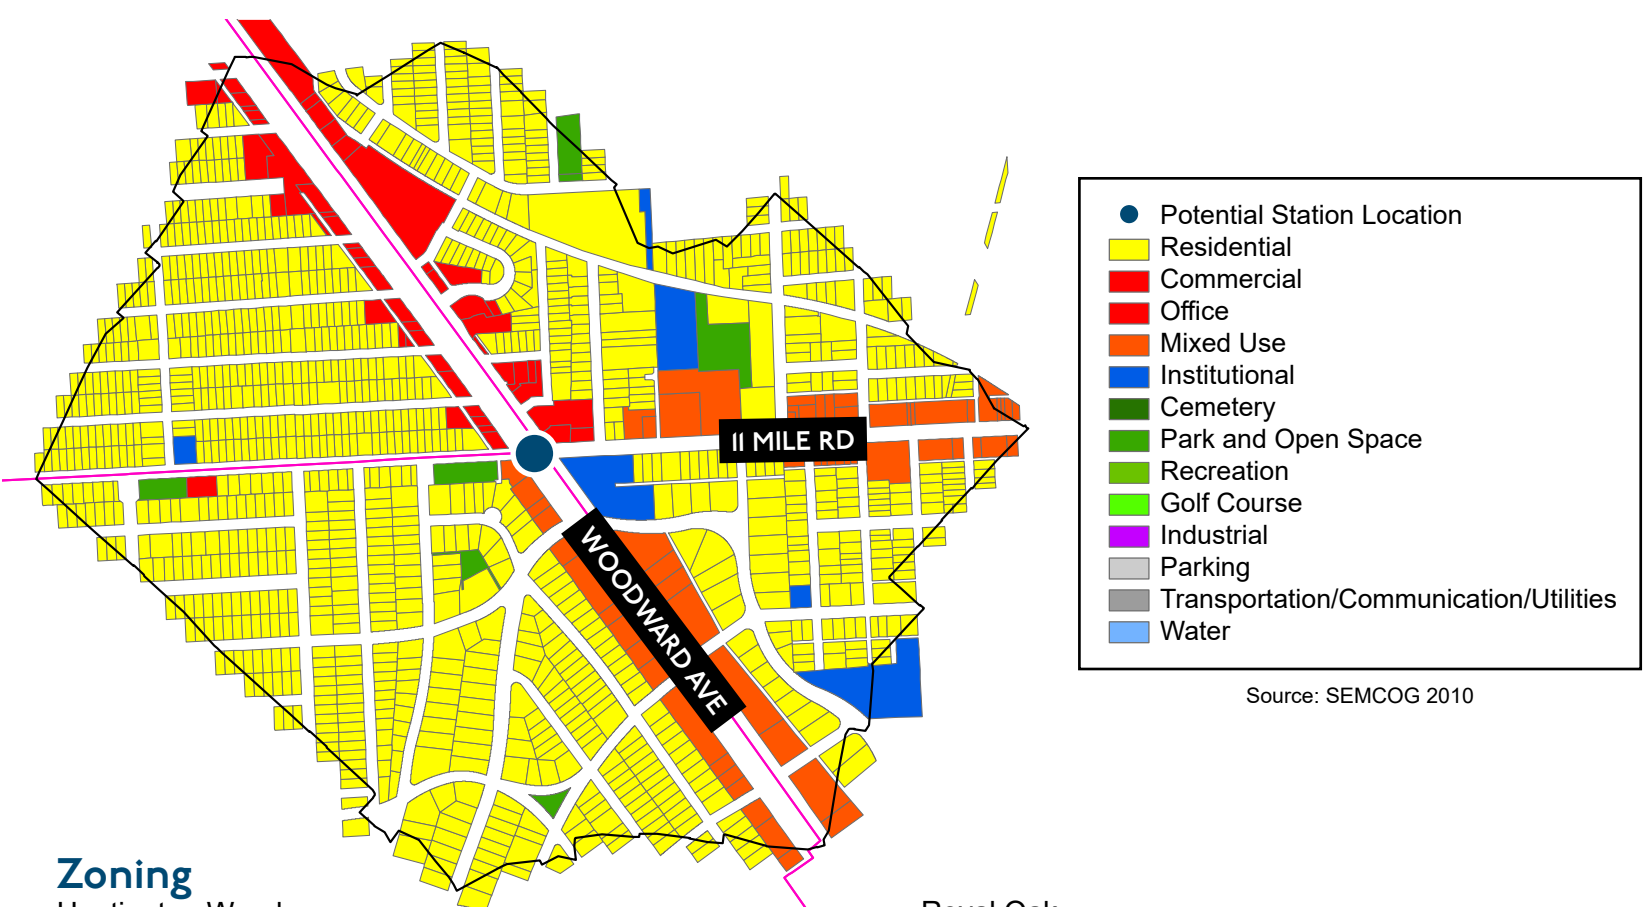 11 MILE RD
WOODWARD AVE
Potential Station Location
Residential
Commercial
Office
Mixed Use
Institutional
Cemetery
Park and Open Space
Recreation
Golf Course
Industrial
Parking
Transportation/Communication/Utilities
Water
Source: SEMCOG 2010
Zoning